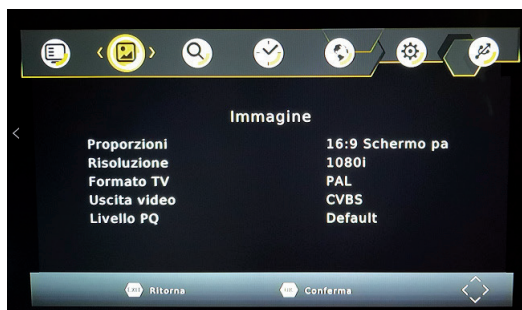 Immagine
Proporzioni 16:9 Schermo pa
Risoluzione 1080i
Formato TV PAL
Uscita video CVBS
Livello PQ Default
EXIT Ritorna Conferma